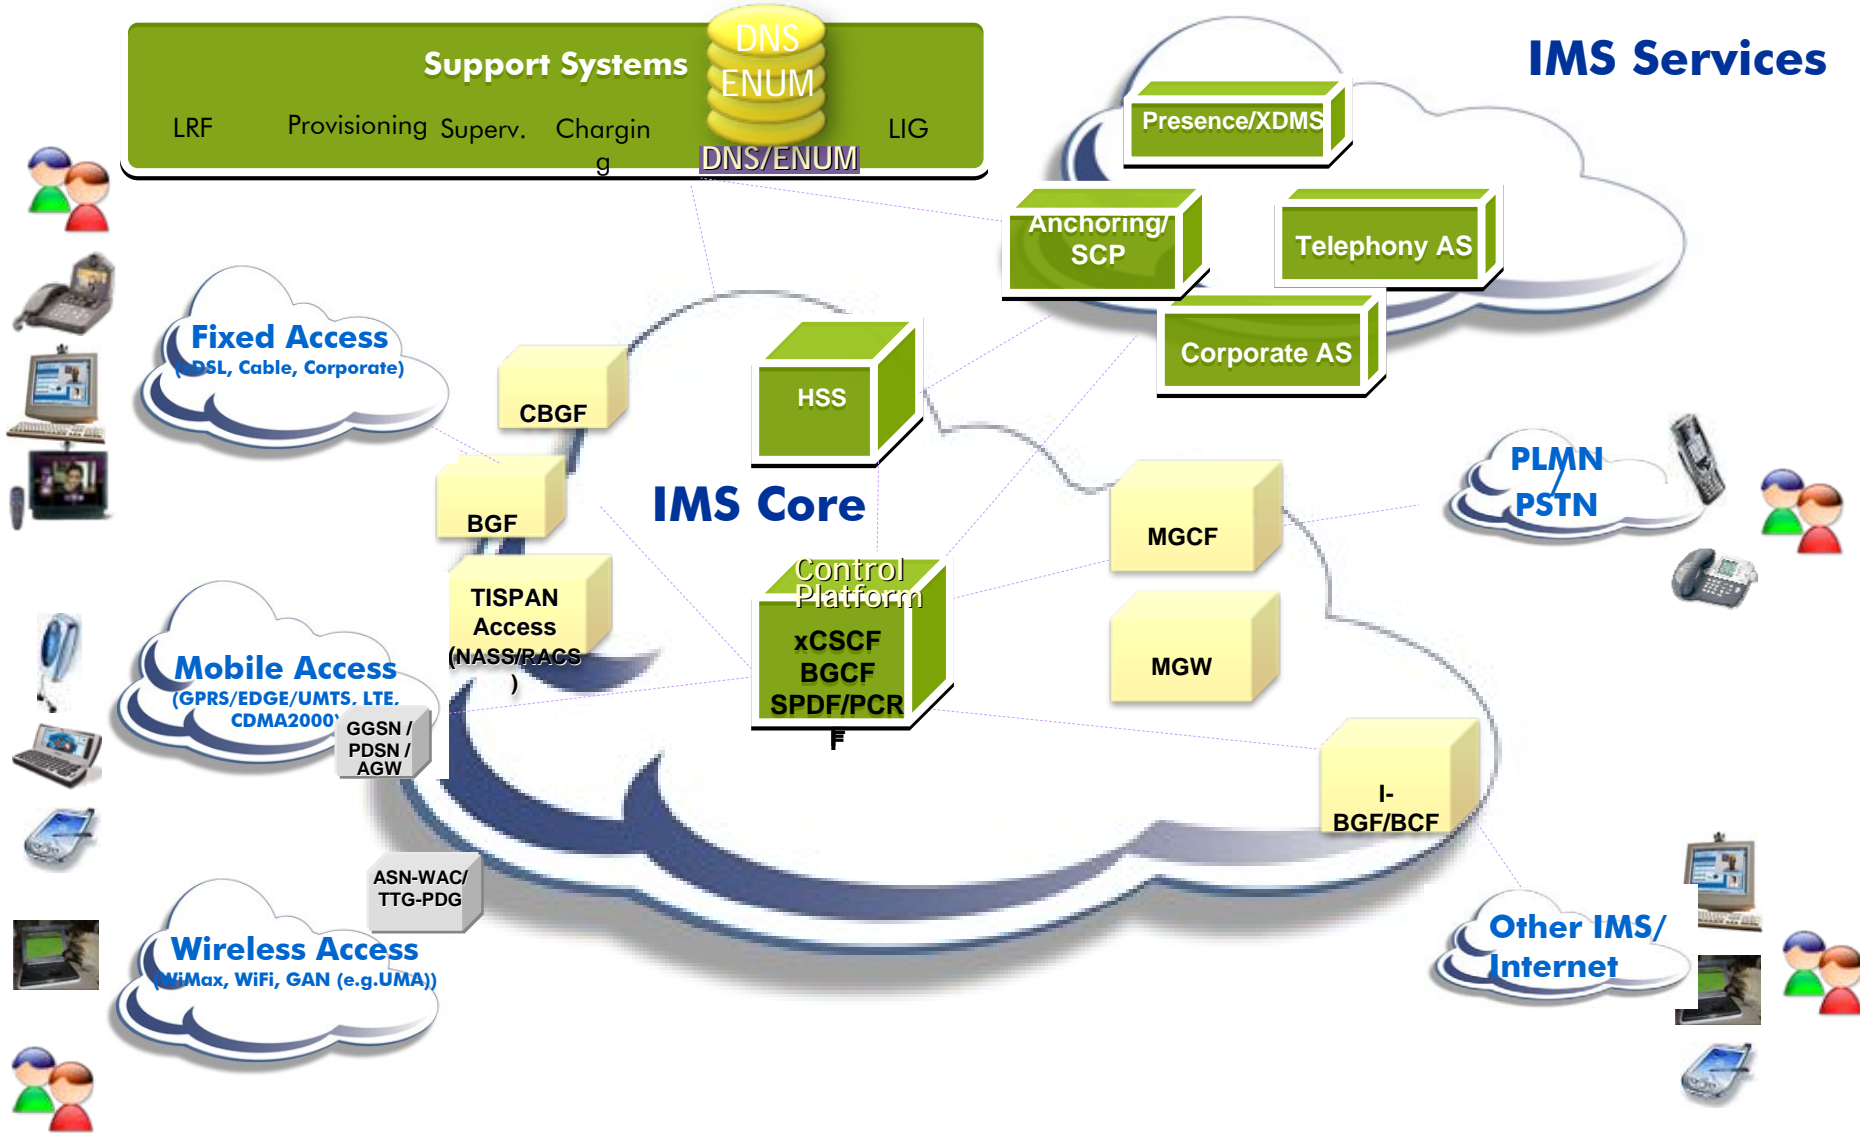 DNS
ENUM
Support Systems
LRF
Provisioning
Superv.
Chargin
g
DNS/ENUM
LIG
IMS Services
Presence/XDMS
Anchoring/
SCP
Telephony AS
Corporate AS
Fixed Access
(xDSL, Cable, Corporate)
CBGF
HSS
BGF
IMS Core
PLMN
/
PSTN
MGCF
TISPAN
Access
(NASS/RACS
)
Control
Platform
xCSCF
BGCF
SPDF/PCR
F
MGW
Mobile Access
(GPRS/EDGE/UMTS, LTE,
CDMA2000)
GGSN /
PDSN /
AGW
I-
BGF/BCF
ASN-WAC/
TTG-PDG
Wireless Access
(WiMax, WiFi, GAN (e.g.UMA))
Other IMS/
Internet